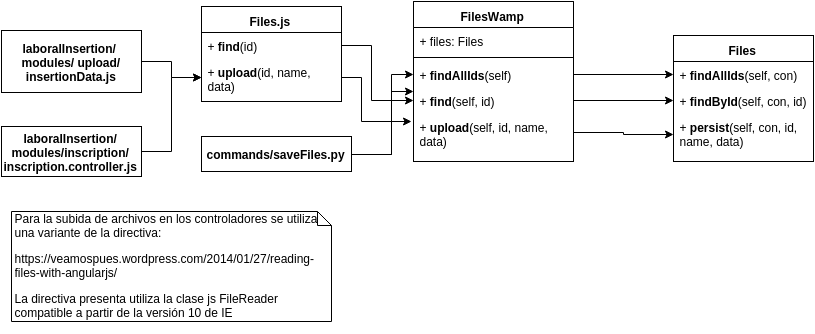 laboralInsertion/
modules/ upload/
insertionData.js
laboralInsertion/
modules/inscription/
inscription.controller.js
Files.js
+ find(id)
+ upload(id, name,
data)
commands/saveFiles.py
FilesWamp
+ files: Files
+ findAllIds(self)
+ find(self, id)
+ upload(self, id, name,
data)
Files
+ findAllIds(self, con)
+ findById(self, con, id)
+ persist(self, con, id,
name, data)
Para la subida de archivos en los controladores se utiliza
una variante de la directiva:
https://veamospues.wordpress.com/2014/01/27/reading-
files-with-angularjs/
La directiva presenta utiliza la clase js FileReader
compatible a partir de la versión 10 de IE